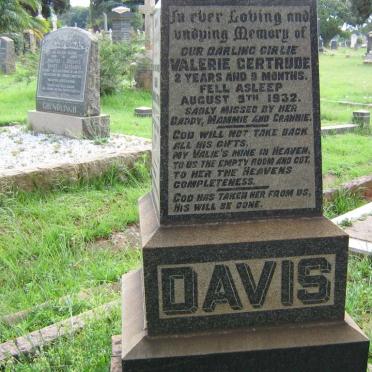 In ever Loving and
undying Memory of
OUR DARLING GIRLIE
VALERIE GERTRUDE
2 YEARS AND 9 MONTHS.
FELL ASLEEP
AUGUST 9TH 1932.
SADLY MISSED BY HER
DADDY, MAMMIE AND GRANNIE.
GOD WILL NOT TAKE BACK
ALL HIS GIFTS.
MY VALIE'S MINE IN HEAVEN,
TO US THE EMPTY ROOM AND COT,
TO HER THE HEAVENS
COMPLETENESS.
GOD HAS TAKEN HER FROM US,
HIS WILL BE DONE.
DAVIS